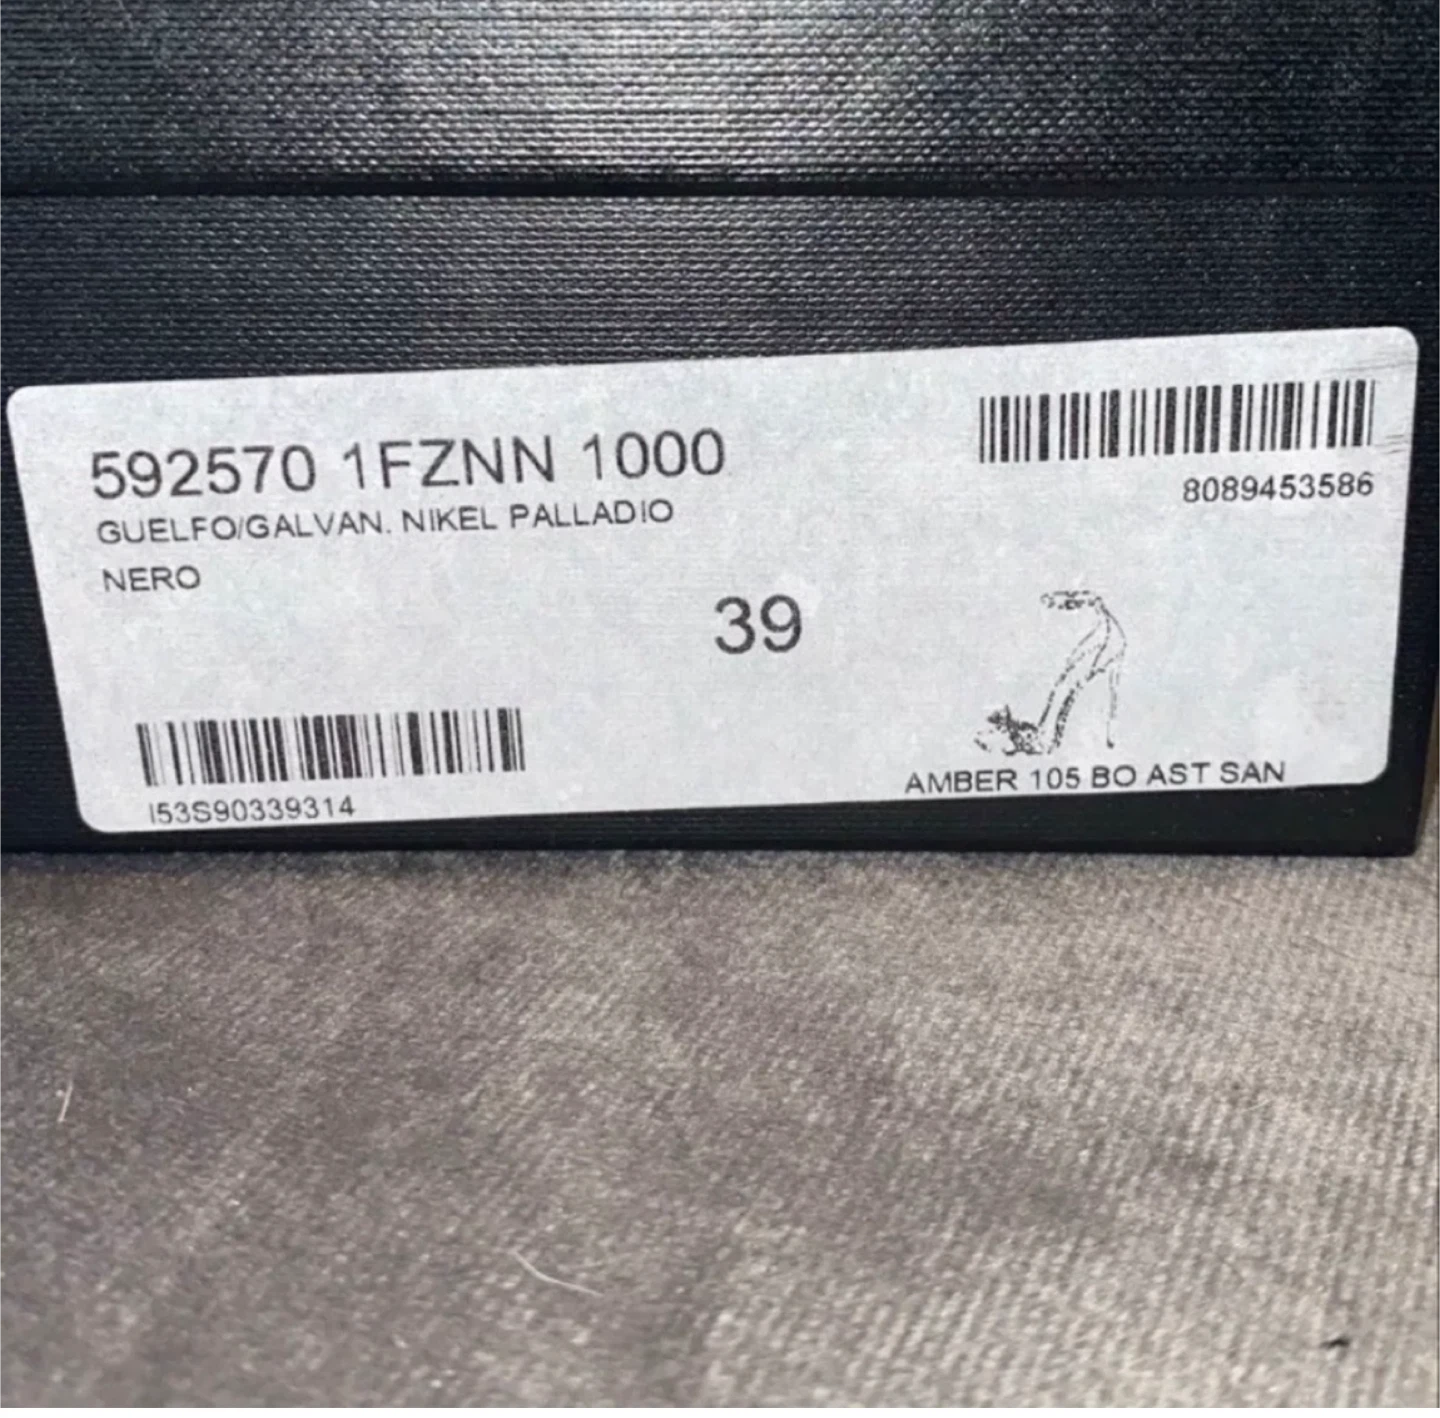 592570 1FZNN 1000
GUELFO/GALVAN. NIKEL PALLADIO
NERO
8089453586
39
I53S90339314
AMBER 105 BO AST SAN